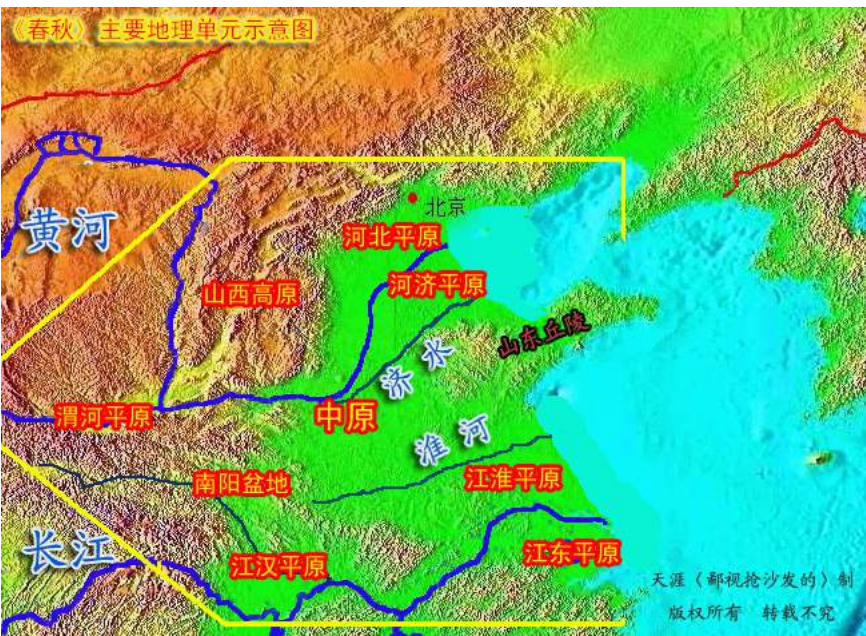 《春秋》主要地理单元示意图
北京
黄河
河北平原
河济平原
山西高原
山东丘陵
济水
渭河平原
中原
淮河
南阳盆地
江淮平原
长江
江汉平原
江东平原
天涯《鄙视抢沙发的》制
版权所有 转载不究